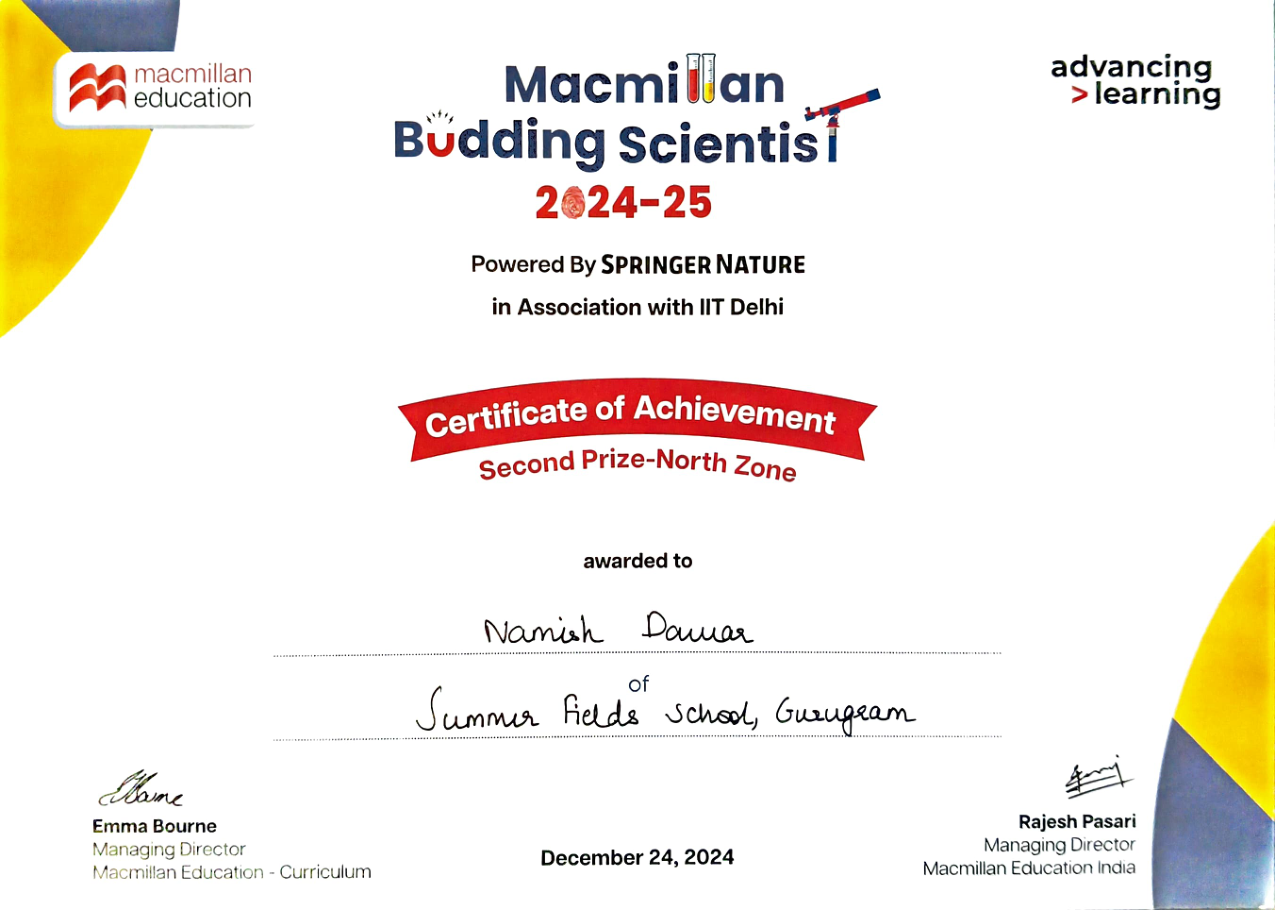 macmillan
education
advancing
>learning
Macmillan
Budding Scientist
2024-25
Powered By SPRINGER NATURE
in Association with IIT Delhi
Certificate of Achievement
Second Prize-North Zone
awarded to
Namish Dawar
of
Summer Fields School, Gurugram
Emma Bourne
Managing Director
Macmillan Education - Curriculum
December 24, 2024
Rajesh Pasari
Managing Director
Macmillan Education India